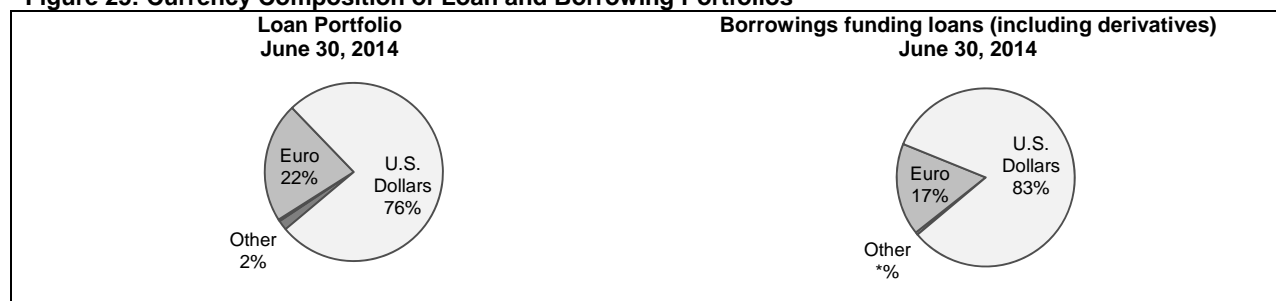 Figure 25: Currency Composition of Loan and Borrowing Portfolios
Loan Portfolio
June 30, 2014
Euro
22%
U.S.
Dollars
76%
Other
2%
Borrowings funding loans (including derivatives)
June 30, 2014
U.S.
Dollars
83%
Euro
17%
Other
*%